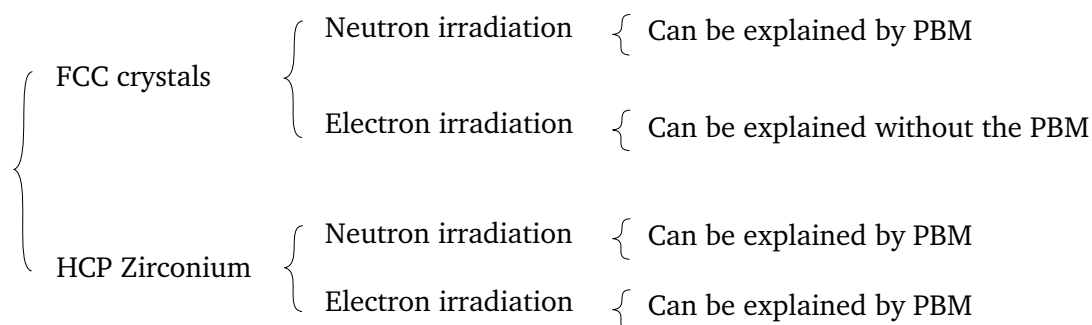 Neutron irradiation Can be explained by PBM
FCC crystals
Electron irradiation Can be explained without the PBM
Neutron irradiation Can be explained by PBM
HCP Zirconium
Electron irradiation Can be explained by PBM